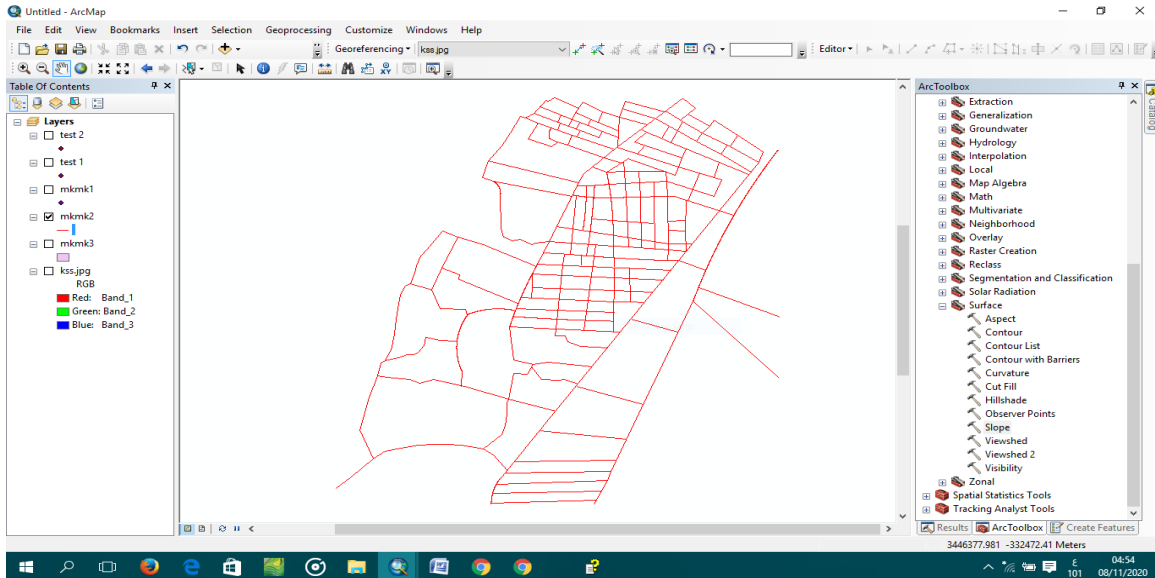 Untitled - ArcMap
File Edit View Bookmarks Insert Selection Geoprocessing Customize Windows Help
Georeferencing kss.jpg Editor
Table Of Contents
Layers
test 2
test 1
mkmk1
mkmk2
mkmk3
kss.jpg
RGB
Red: Band_1
Green: Band_2
Blue: Band_3
ArcToolbox
Extraction
Generalization
Groundwater
Hydrology
Interpolation
Local
Map Algebra
Math
Multivariate
Neighborhood
Overlay
Raster Creation
Reclass
Segmentation and Classification
Solar Radiation
Surface
Aspect
Contour
Contour List
Contour with Barriers
Curvature
Cut Fill
Hillshade
Observer Points
Slope
Viewshed
Viewshed 2
Visibility
Zonal
Spatial Statistics Tools
Tracking Analyst Tools
Results ArcToolbox Create Features
Catalog
3446377.981 -332472.41 Meters
ع 04:54
101 08/11/2020